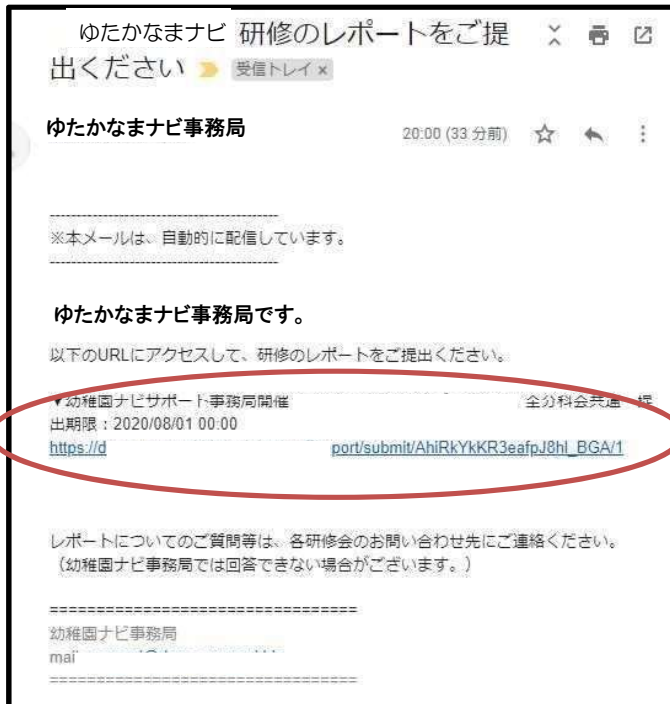 ゆたかなまナビ 研修のレポートをご提
出ください 受信トレイ ×
ゆたかなまナビ事務局 20:00 (33 分前)
----------------------------------------
※本メールは、自動的に配信しています。
----------------------------------------
ゆたかなまナビ事務局です。
以下のURLにアクセスして、研修のレポートをご提出ください。
▼幼稚園ナビサポート事務局開催 全分科会共通 提
出期限：2020/08/01 00:00
https://d port/submit/AhiRkYkKR3eafpJ8hl_BGA/1
レポートについてのご質問等は、各研修会のお問い合わせ先にご連絡ください。
（幼稚園ナビ事務局では回答できない場合がございます。）
==================================
幼稚園ナビ事務局
mail
==================================